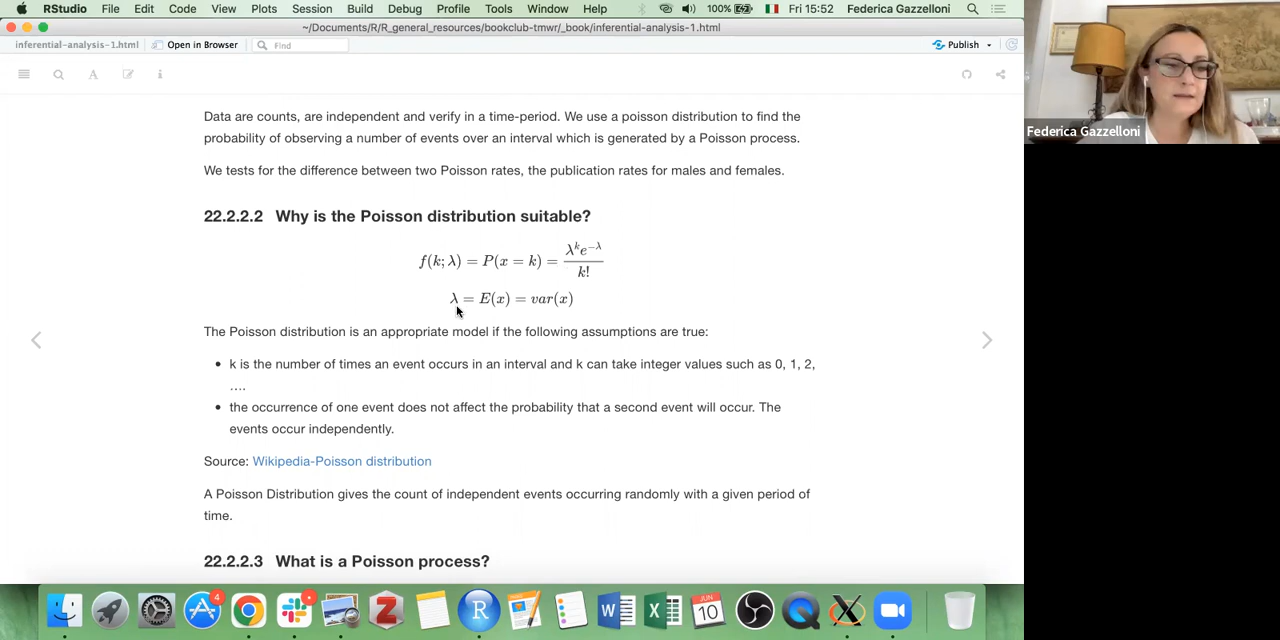 RStudio File Edit Code View Plots Session Build Debug Profile Tools Window Help 100% Fri 15:52 Federica Gazzelloni
~/Documents/R/R_general_resources/bookclub-tmwr/_book/inferential-analysis-1.html
inferential-analysis-1.html Open in Browser Find Publish
Federica Gazzelloni
Data are counts, are independent and verify in a time-period. We use a poisson distribution to find the
probability of observing a number of events over an interval which is generated by a Poisson process.
We tests for the difference between two Poisson rates, the publication rates for males and females.
22.2.2.2 Why is the Poisson distribution suitable?
f(k; λ) = P(x = k) = λ^k e^−λ / k!
λ = E(x) = var(x)
The Poisson distribution is an appropriate model if the following assumptions are true:
• k is the number of times an event occurs in an interval and k can take integer values such as 0, 1, 2,
….
• the occurrence of one event does not affect the probability that a second event will occur. The
events occur independently.
Source: Wikipedia-Poisson distribution
A Poisson Distribution gives the count of independent events occurring randomly with a given period of
time.
22.2.2.3 What is a Poisson process?
4
JUN
10